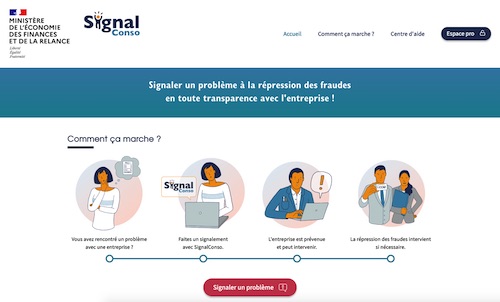 MINISTÈRE
DE L'ÉCONOMIE
DES FINANCES
ET DE LA RELANCE
Liberté
Égalité
Fraternité
Signal
Conso
Accueil
Comment ça marche ?
Centre d'aide
Espace pro
Signaler un problème à la répression des fraudes
en toute transparence avec l'entreprise !
Comment ça marche ?
Signal
Conso
Vous avez rencontré un problème
avec une entreprise ?
Faites un signalement
avec SignalConso.
L'entreprise est prévenue
et peut intervenir.
La répression des fraudes intervient
si nécessaire.
Signaler un problème